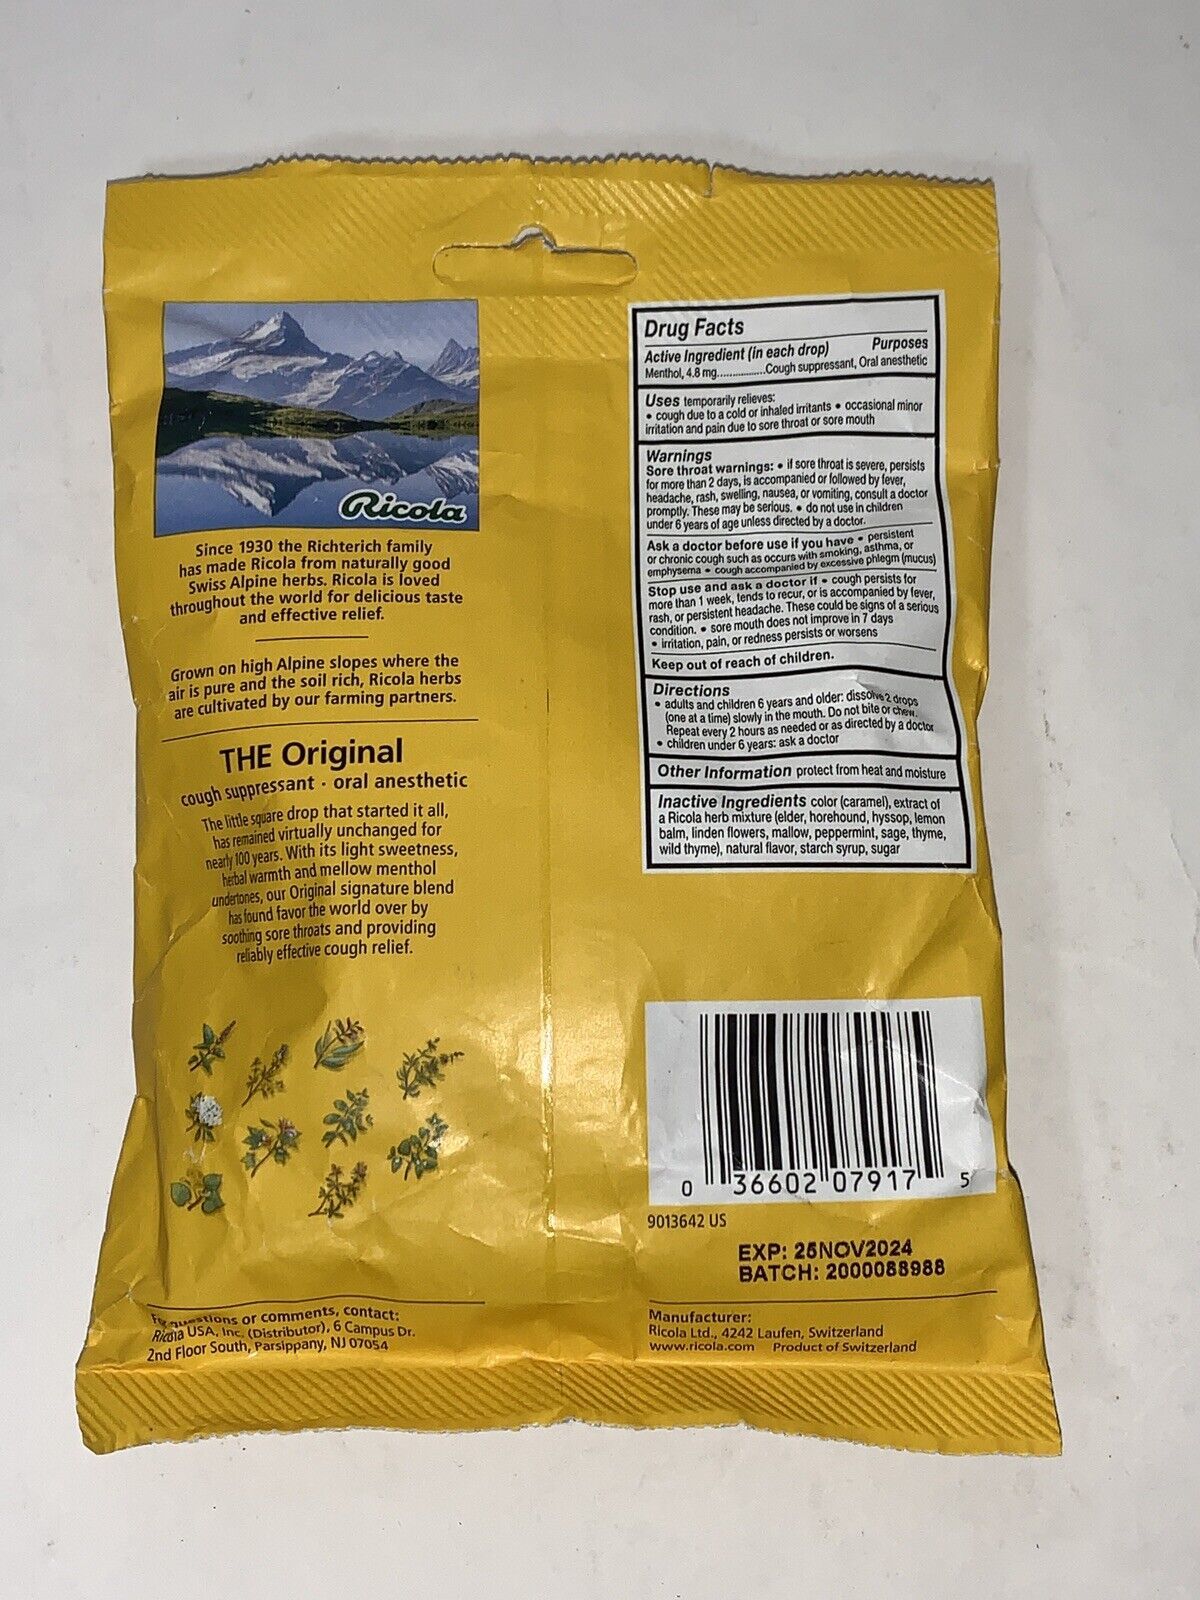 Ricola
Since 1930 the Richterich family
has made Ricola from naturally good
Swiss Alpine herbs. Ricola is loved
throughout the world for delicious taste
and effective relief.
Grown on high Alpine slopes where the
air is pure and the soil rich, Ricola herbs
are cultivated by our farming partners.
THE Original
cough suppressant · oral anesthetic
The little square drop that started it all,
has remained virtually unchanged for
nearly 100 years. With its light sweetness,
herbal warmth and mellow menthol
undertones, our Original signature blend
has found favor the world over by
soothing sore throats and providing
reliably effective cough relief.
For questions or comments, contact:
Ricola USA, Inc. (Distributor), 6 Campus Dr.
2nd Floor South, Parsippany, NJ 07054
Drug Facts
Active Ingredient (in each drop) Purposes
Menthol, 4.8 mg................Cough suppressant, Oral anesthetic
Uses temporarily relieves:
• cough due to a cold or inhaled irritants • occasional minor
irritation and pain due to sore throat or sore mouth
Warnings
Sore throat warnings: • if sore throat is severe, persists
for more than 2 days, is accompanied or followed by fever,
headache, rash, swelling, nausea, or vomiting, consult a doctor
promptly. These may be serious. • do not use in children
under 6 years of age unless directed by a doctor.
Ask a doctor before use if you have • persistent
or chronic cough such as occurs with smoking, asthma, or
emphysema • cough accompanied by excessive phlegm (mucus)
Stop use and ask a doctor if • cough persists for
more than 1 week, tends to recur, or is accompanied by fever,
rash, or persistent headache. These could be signs of a serious
condition. • sore mouth does not improve in 7 days
• irritation, pain, or redness persists or worsens
Keep out of reach of children.
Directions
• adults and children 6 years and older: dissolve 2 drops
(one at a time) slowly in the mouth. Do not bite or chew.
Repeat every 2 hours as needed or as directed by a doctor
• children under 6 years: ask a doctor
Other Information protect from heat and moisture
Inactive Ingredients color (caramel), extract of
a Ricola herb mixture (elder, horehound, hyssop, lemon
balm, linden flowers, mallow, peppermint, sage, thyme,
wild thyme), natural flavor, starch syrup, sugar
0 36602 07917 5
9013642 US
EXP: 25NOV2024
BATCH: 2000088988
Manufacturer:
Ricola Ltd., 4242 Laufen, Switzerland
www.ricola.com Product of Switzerland